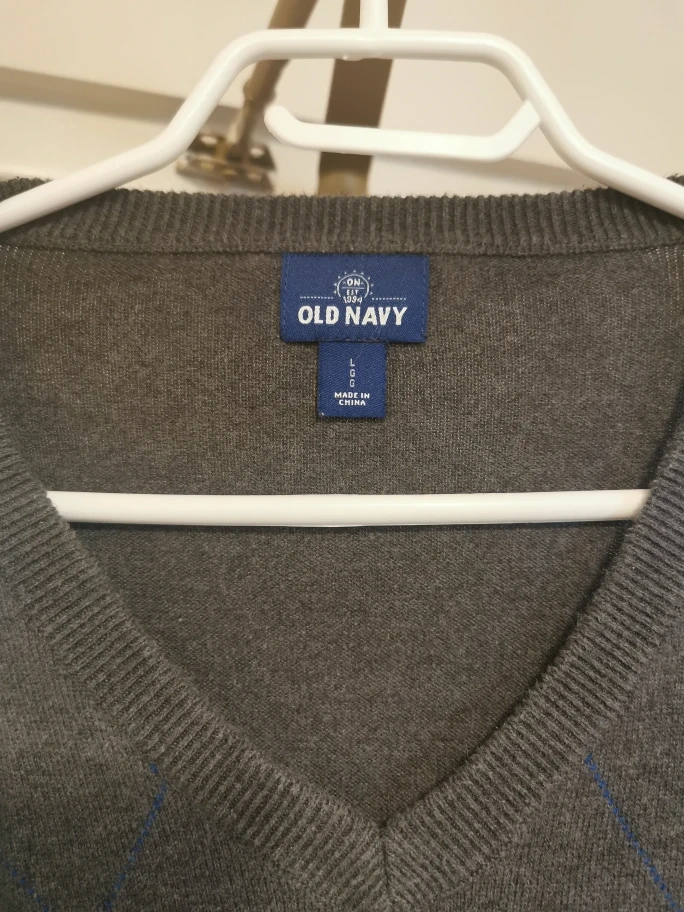 ON
EST
1994
OLD NAVY
L
G
G
MADE IN
CHINA